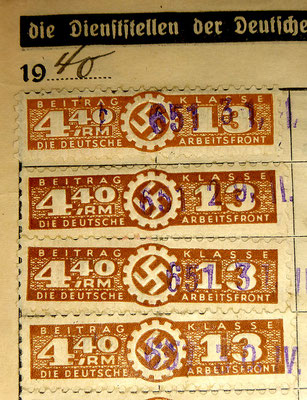 die Dienststellen der Deutsche
1940
BEITRAG KLASSE
4 40 RM 13
DIE DEUTSCHE ARBEITSFRONT
651 31. I.
BEITRAG KLASSE
4 40 RM 13
DIE DEUTSCHE ARBEITSFRONT
BEITRAG KLASSE
4 40 RM 13
DIE DEUTSCHE ARBEITSFRONT
BEITRAG KLASSE
4 40 RM 13
DIE DEUTSCHE ARBEITSFRONT